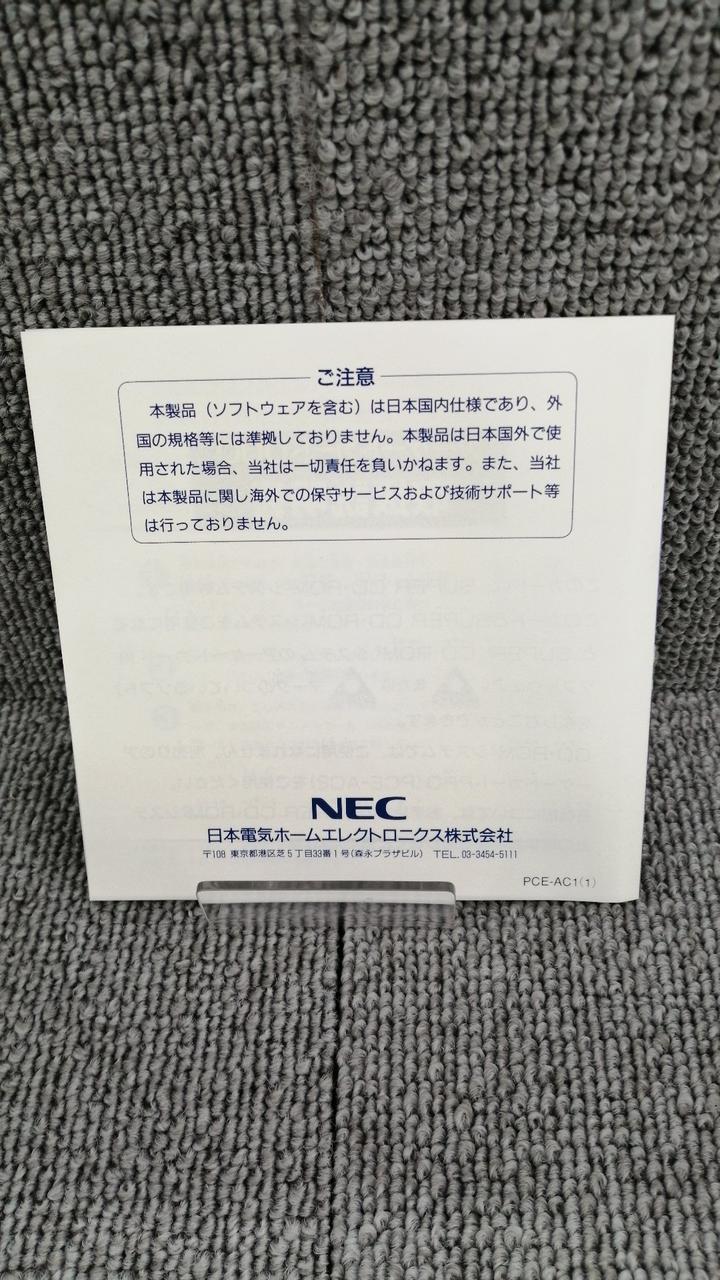 ご注意
本製品（ソフトウェアを含む）は日本国内仕様であり、外
国の規格等には準拠しておりません。本製品は日本国外で使
用された場合、当社は一切責任を負いかねます。また、当社
は本製品に関し海外での保守サービスおよび技術サポート等
は行っておりません。
NEC
日本電気ホームエレクトロニクス株式会社
〒108 東京都港区芝5丁目33番1号(森永プラザビル) TEL. 03-3454-5111
PCE-AC1(1)